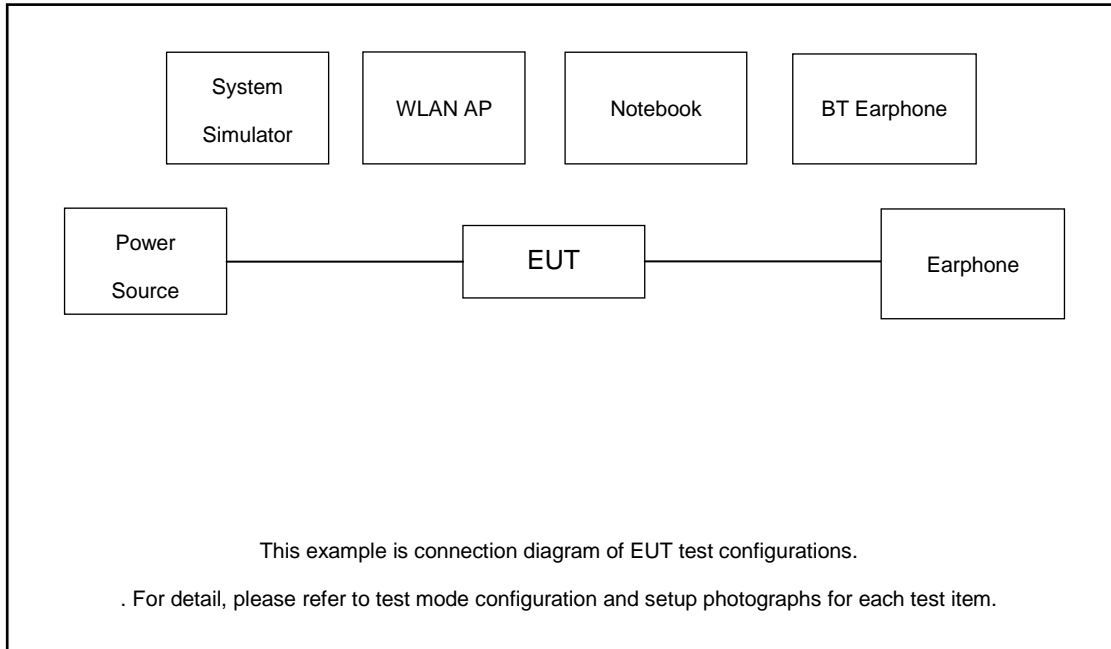 System
Simulator
WLAN AP
Notebook
BT Earphone
Power
Source
EUT
Earphone
This example is connection diagram of EUT test configurations.
. For detail, please refer to test mode configuration and setup photographs for each test item.